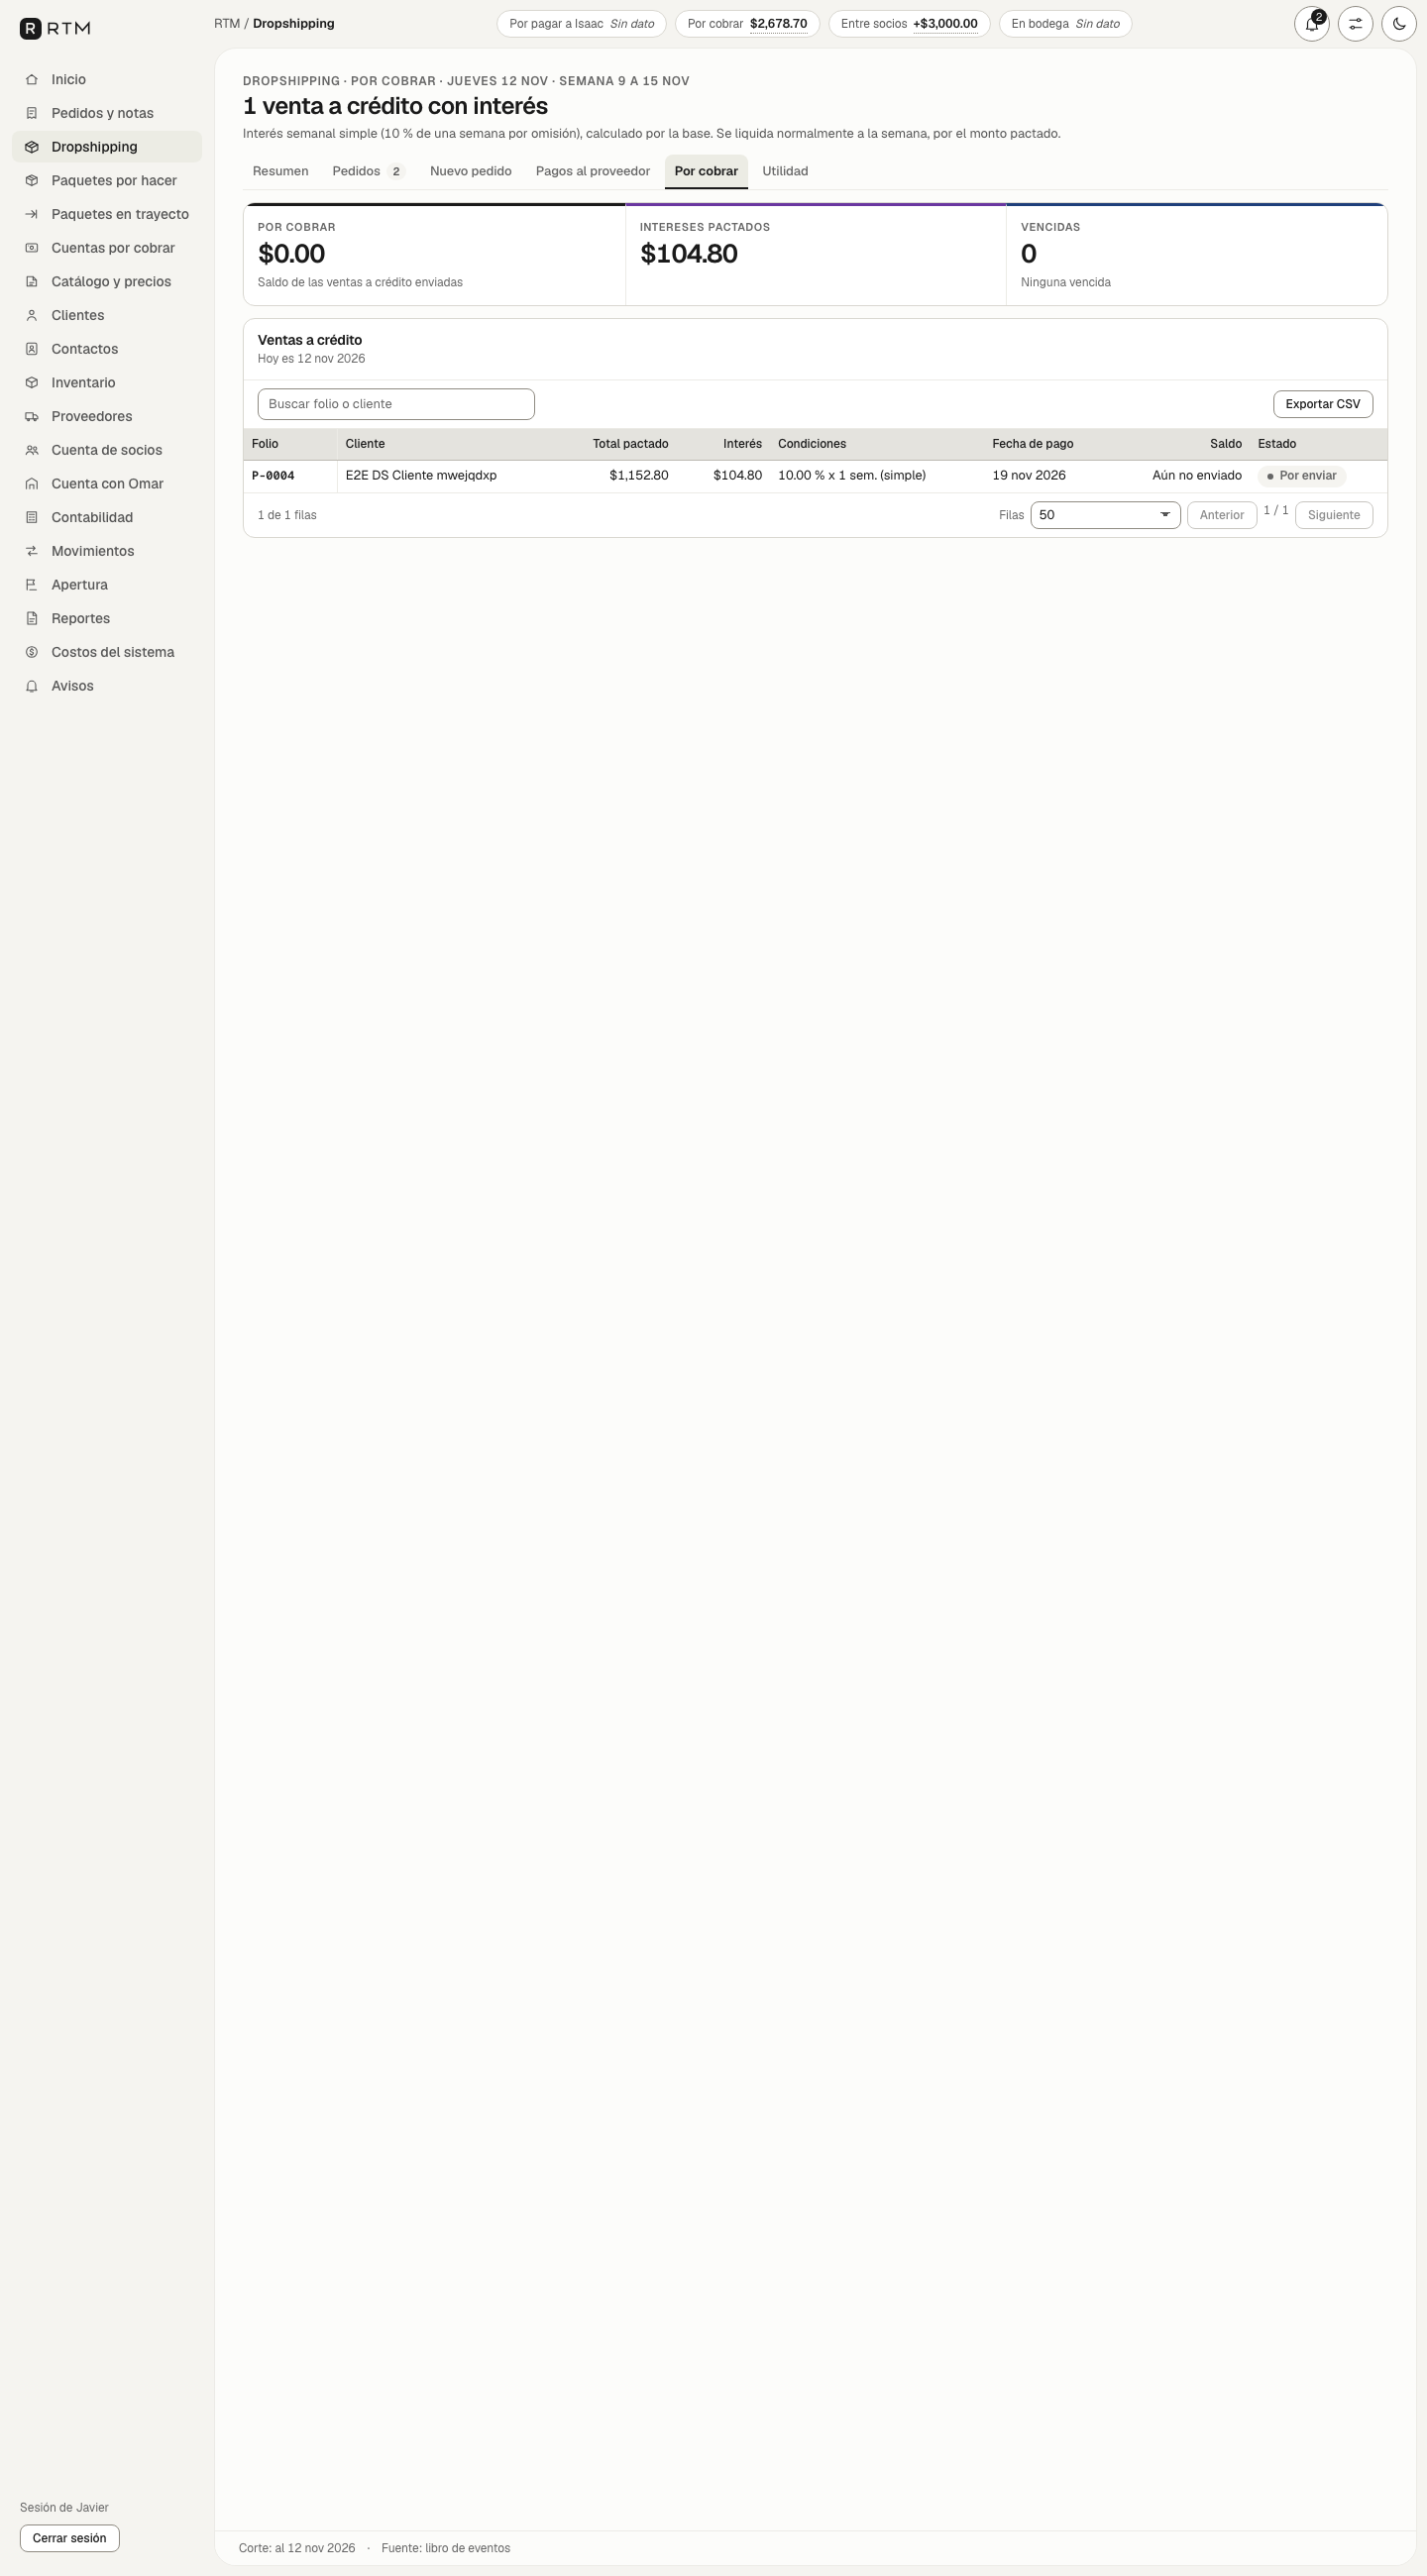 R RTM
RTM / Dropshipping
Por pagar a Isaac Sin dato
Por cobrar $2,678.70
Entre socios +$3,000.00
En bodega Sin dato
2
Inicio
Pedidos y notas
Dropshipping
Paquetes por hacer
Paquetes en trayecto
Cuentas por cobrar
Catálogo y precios
Clientes
Contactos
Inventario
Proveedores
Cuenta de socios
Cuenta con Omar
Contabilidad
Movimientos
Apertura
Reportes
Costos del sistema
Avisos
Sesión de Javier
Cerrar sesión
DROPSHIPPING · POR COBRAR · JUEVES 12 NOV · SEMANA 9 A 15 NOV
1 venta a crédito con interés
Interés semanal simple (10 % de una semana por omisión), calculado por la base. Se liquida normalmente a la semana, por el monto pactado.
Resumen Pedidos 2 Nuevo pedido Pagos al proveedor Por cobrar Utilidad
POR COBRAR
$0.00
Saldo de las ventas a crédito enviadas
INTERESES PACTADOS
$104.80
VENCIDAS
0
Ninguna vencida
Ventas a crédito
Hoy es 12 nov 2026
Buscar folio o cliente
Exportar CSV
Folio Cliente Total pactado Interés Condiciones Fecha de pago Saldo Estado
P-0004 E2E DS Cliente mwejqdxp $1,152.80 $104.80 10.00 % x 1 sem. (simple) 19 nov 2026 Aún no enviado Por enviar
1 de 1 filas
Filas 50 Anterior 1 / 1 Siguiente
Corte: al 12 nov 2026 · Fuente: libro de eventos